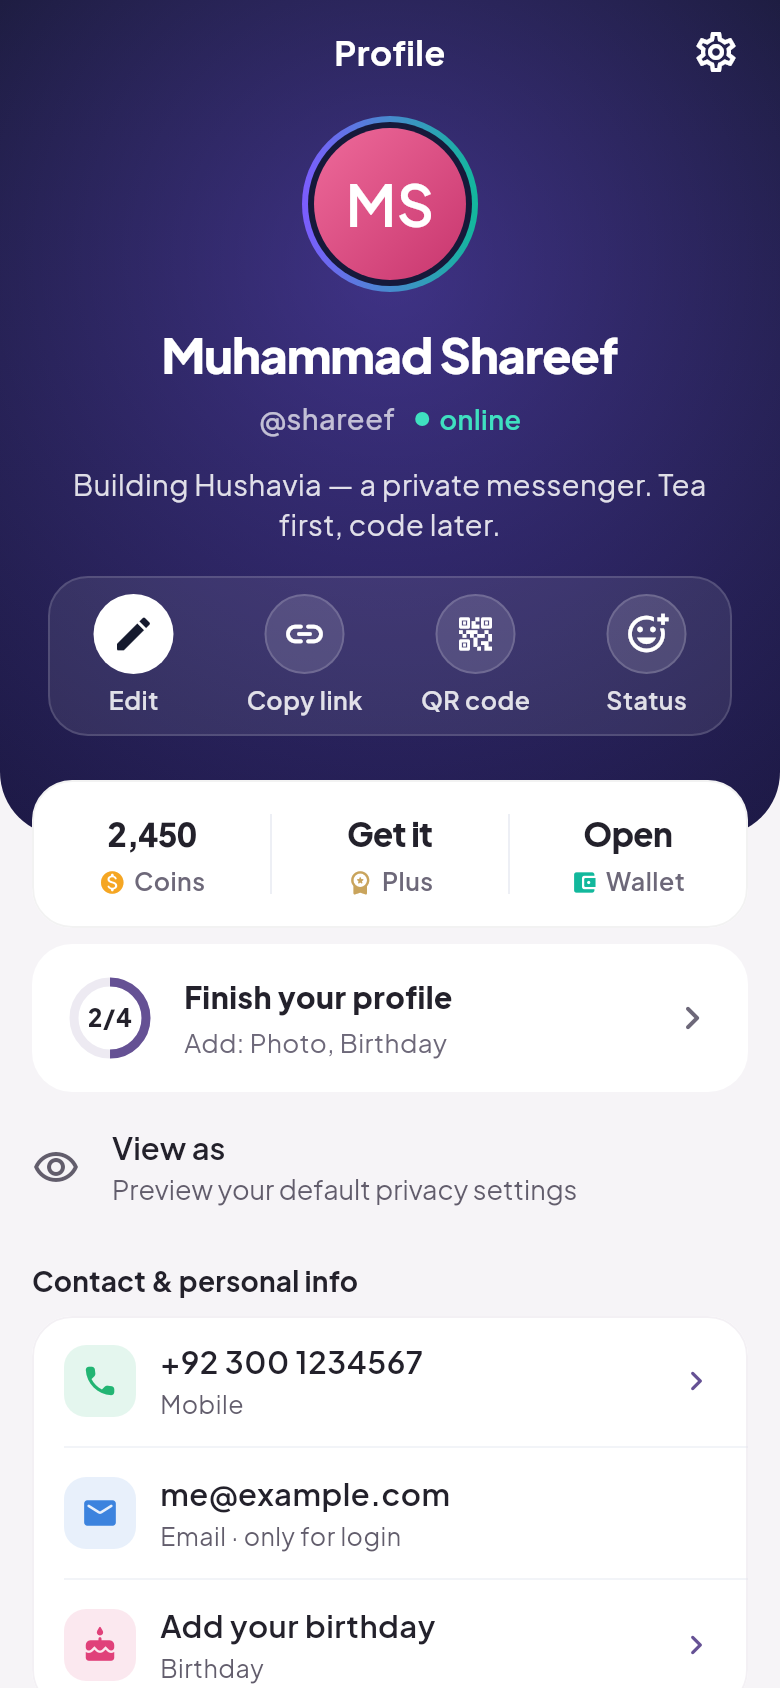 Profile
MS
Muhammad Shareef
@shareef online
Building Hushavia — a private messenger. Tea
first, code later.
Edit Copy link QR code Status
2,450 Get it Open
Coins Plus Wallet
2/4
Finish your profile
Add: Photo, Birthday
View as
Preview your default privacy settings
Contact & personal info
+92 300 1234567
Mobile
me@example.com
Email · only for login
Add your birthday
Birthday